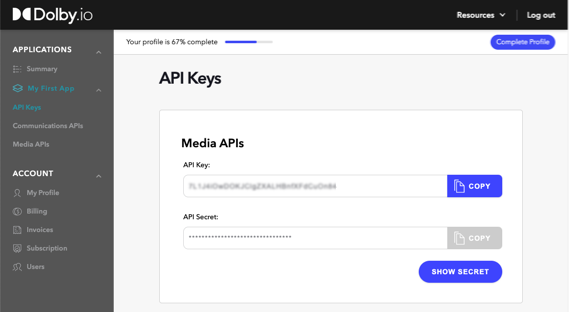 Dolby.io
Resources
Log out
APPLICATIONS
Summary
My First App
API Keys
Communications APIs
Media APIs
ACCOUNT
My Profile
Billing
Invoices
Subscription
Users
Your profile is 67% complete
Complete Profile
API Keys
Media APIs
API Key:
COPY
API Secret:
********************************
COPY
SHOW SECRET